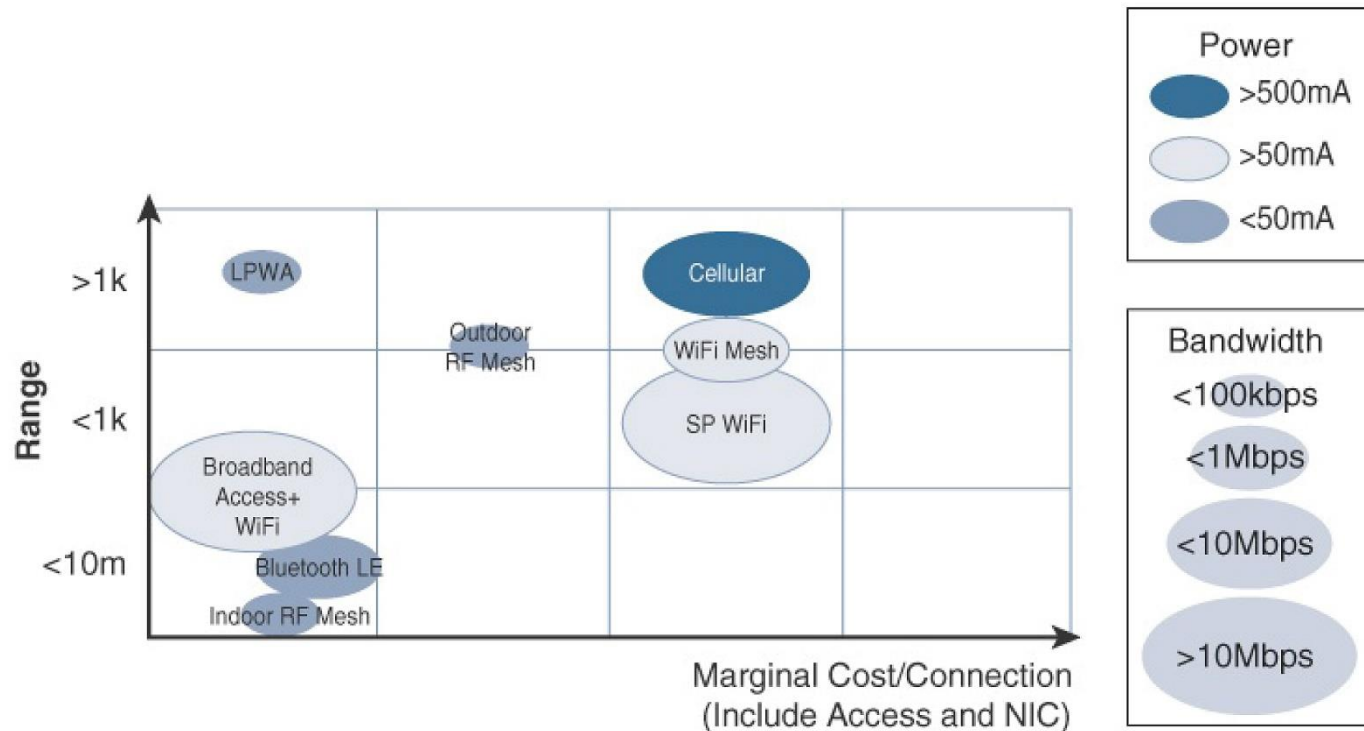 Power
>500mA
>50mA
<50mA
Bandwidth
<100kbps
<1Mbps
<10Mbps
>10Mbps
Range
>1k
<1k
<10m
LPWA
Outdoor
RF Mesh
Cellular
WiFi Mesh
SP WiFi
Broadband
Access+
WiFi
Bluetooth LE
Indoor RF Mesh
Marginal Cost/Connection
(Include Access and NIC)